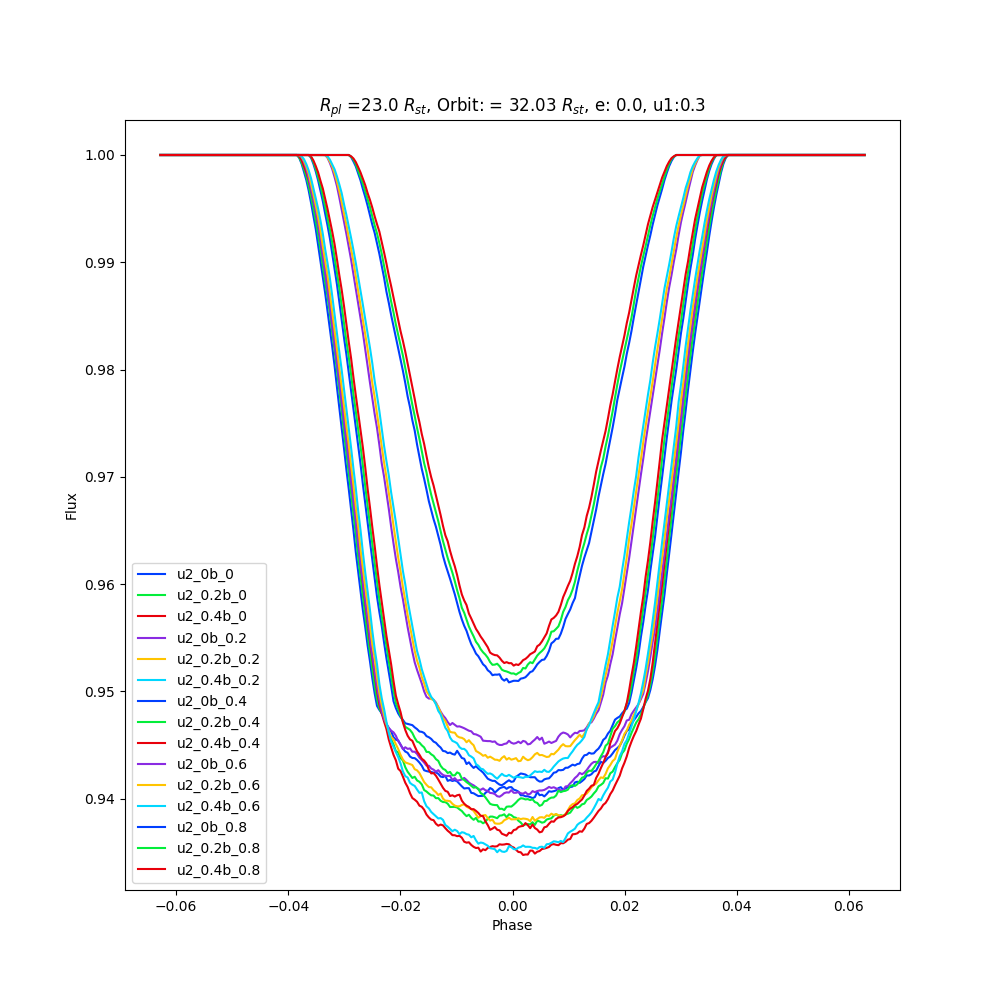 R_pl =23.0 R_st, Orbit: = 32.03 R_st, e: 0.0, u1:0.3
1.00
0.99
0.98
0.97
0.96
0.95
0.94
Flux
u2_0b_0
u2_0.2b_0
u2_0.4b_0
u2_0b_0.2
u2_0.2b_0.2
u2_0.4b_0.2
u2_0b_0.4
u2_0.2b_0.4
u2_0.4b_0.4
u2_0b_0.6
u2_0.2b_0.6
u2_0.4b_0.6
u2_0b_0.8
u2_0.2b_0.8
u2_0.4b_0.8
−0.06 −0.04 −0.02 0.00 0.02 0.04 0.06
Phase